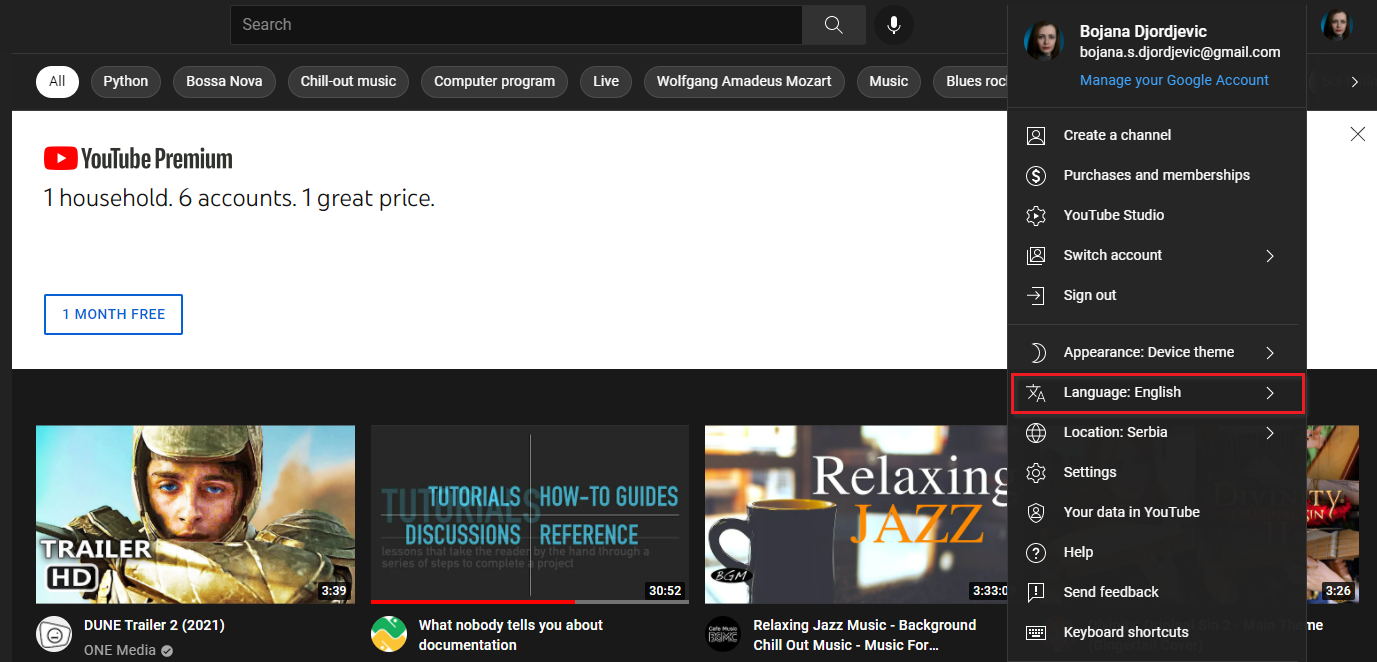 Search
Bojana Djordjevic
bojana.s.djordjevic@gmail.com
Manage your Google Account
All
Python
Bossa Nova
Chill-out music
Computer program
Live
Wolfgang Amadeus Mozart
Music
Blues roc
YouTube Premium
1 household. 6 accounts. 1 great price.
1 MONTH FREE
Create a channel
Purchases and memberships
YouTube Studio
Switch account
Sign out
Appearance: Device theme
Language: English
Location: Serbia
Settings
Your data in YouTube
Help
Send feedback
Keyboard shortcuts
TRAILER
HD
3:39
DUNE Trailer 2 (2021)
ONE Media
TUTORIALS
TUTORIALS HOW-TO GUIDES
DISCUSSIONS REFERENCE
lessons that take the reader by the hand through a
series of steps to complete a project
30:52
What nobody tells you about
documentation
Relaxing
JAZZ
BGM
3:33:0
Cafe Music
BGM
Relaxing Jazz Music - Background
Chill Out Music - Music For...
3:26
Sin 2 - Main Theme